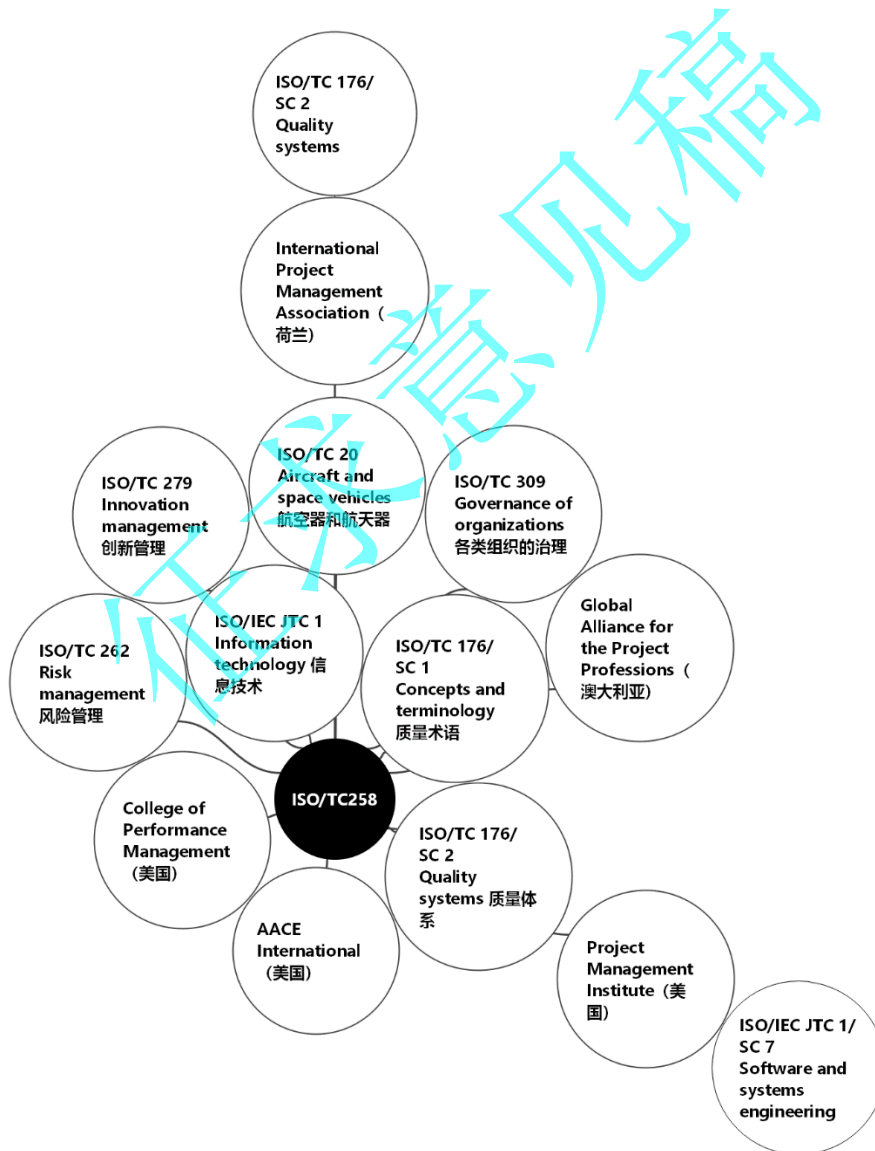 ISO/TC 176/
SC 2
Quality
systems
International
Project
Management
Association（
荷兰）
ISO/TC 20
Aircraft and
space vehicles
航空器和航天器
ISO/TC 279
Innovation
management
创新管理
ISO/TC 309
Governance of
organizations
各类组织的治理
ISO/IEC JTC 1
Information
technology 信
息技术
Global
Alliance for
the Project
Professions（
澳大利亚）
ISO/TC 262
Risk
management
风险管理
ISO/TC 176/
SC 1
Concepts and
terminology
质量术语
ISO/TC258
College of
Performance
Management
（美国）
ISO/TC 176/
SC 2
Quality
systems 质量体
系
AACE
International
（美国）
Project
Management
Institute（美
国）
ISO/IEC JTC 1/
SC 7
Software and
systems
engineering
征求意见稿